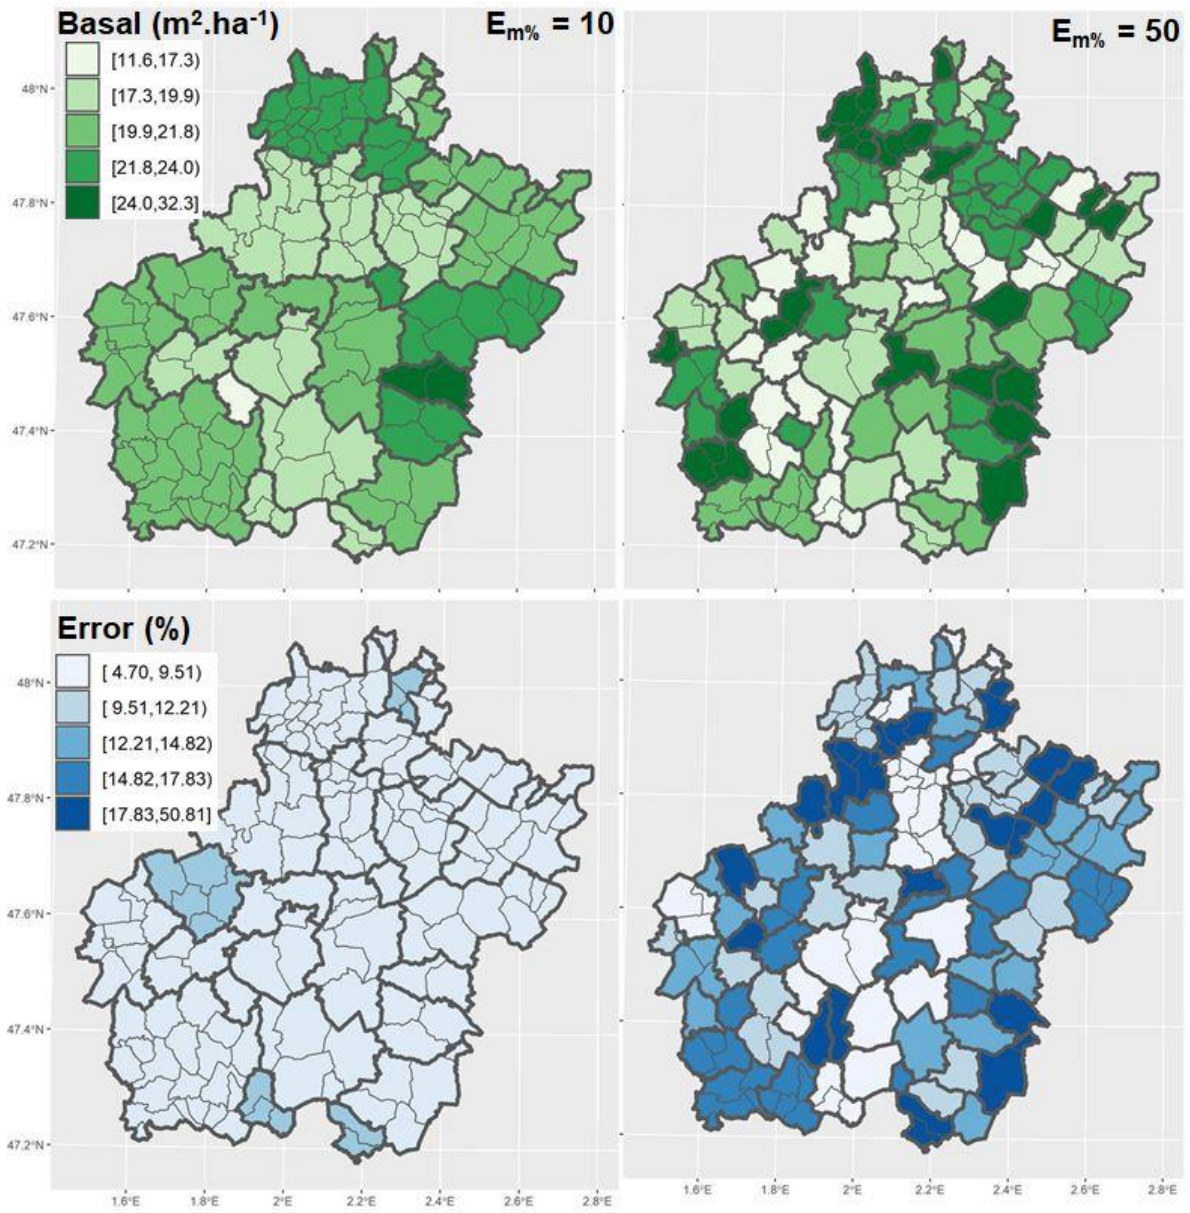 Basal (m².ha⁻¹)
E_m% = 10
E_m% = 50
[11.6,17.3)
[17.3,19.9)
[19.9,21.8)
[21.8,24.0)
[24.0,32.3]
48°N
47.8°N
47.6°N
47.4°N
47.2°N
Error (%)
[ 4.70, 9.51)
[ 9.51,12.21)
[12.21,14.82)
[14.82,17.83)
[17.83,50.81]
48°N
47.8°N
47.6°N
47.4°N
47.2°N
1.6°E 1.8°E 2°E 2.2°E 2.4°E 2.6°E 2.8°E
1.6°E 1.8°E 2°E 2.2°E 2.4°E 2.6°E 2.8°E